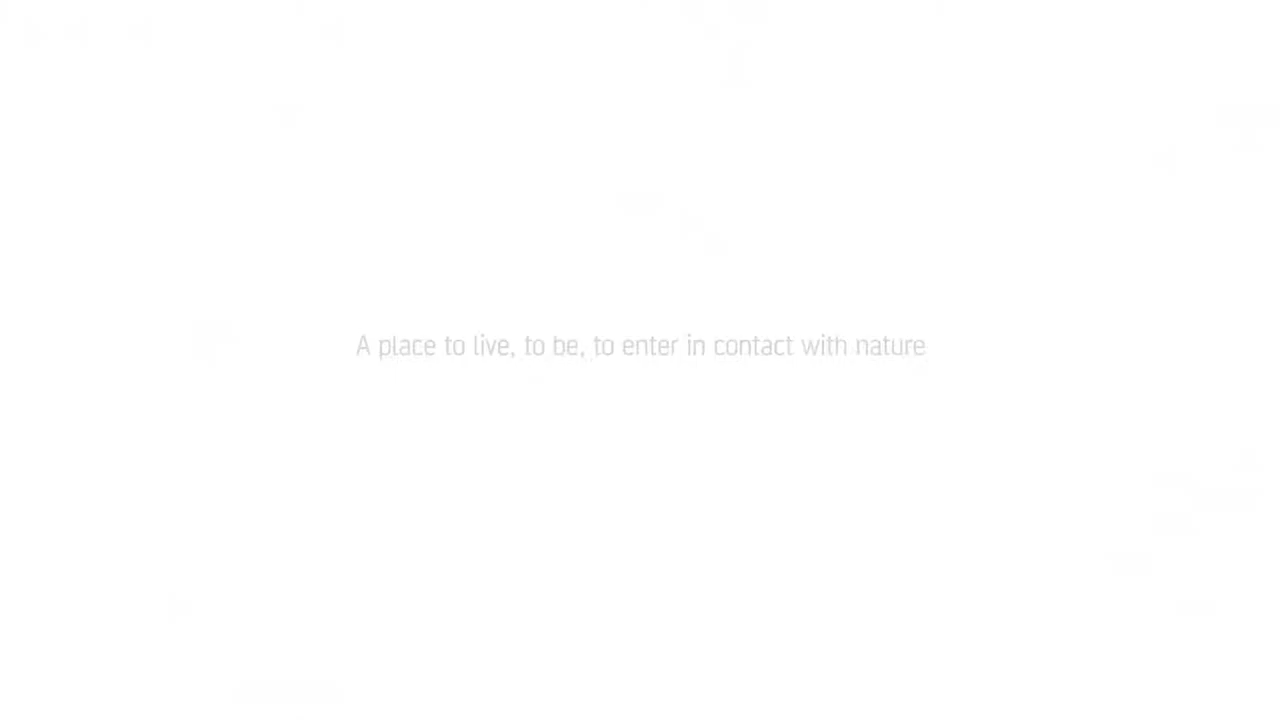 A place to live, to be, to enter in contact with nature